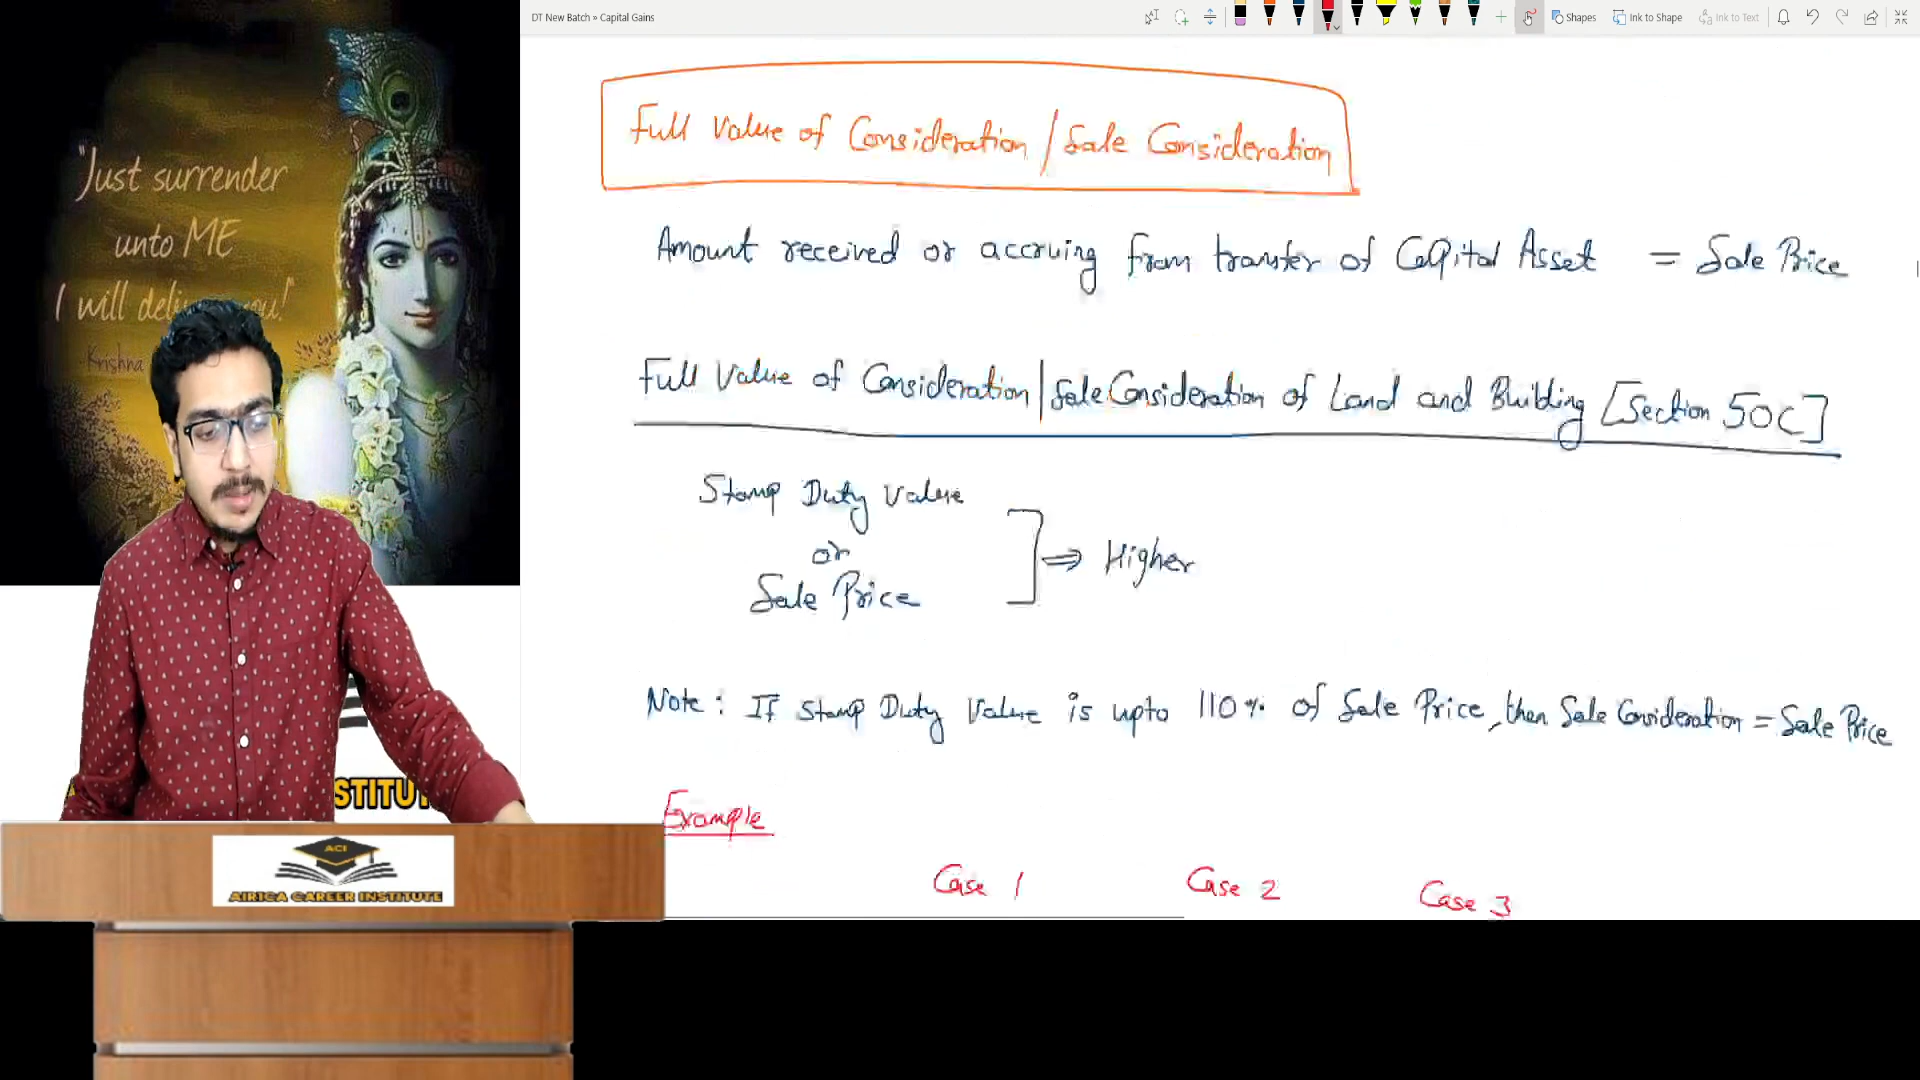 DT New Batch » Capital Gains
Shapes
Ink to Shape
Ink to Text
"Just surrender
unto ME
I will deliver you!"
Krishna
Full Value of Consideration / Sale Consideration
Amount received or accruing from transfer of Capital Asset = Sale Price
Full Value of Consideration | Sale Consideration of Land and Building [Section 50C]
Stamp Duty Value
or
Sale Price
⇒ Higher
Note: If Stamp Duty Value is upto 110% of Sale Price, then Sale Consideration = Sale Price
Example
Case 1 Case 2 Case 3
STITUT
ACI
AIRICA CAREER INSTITUTE